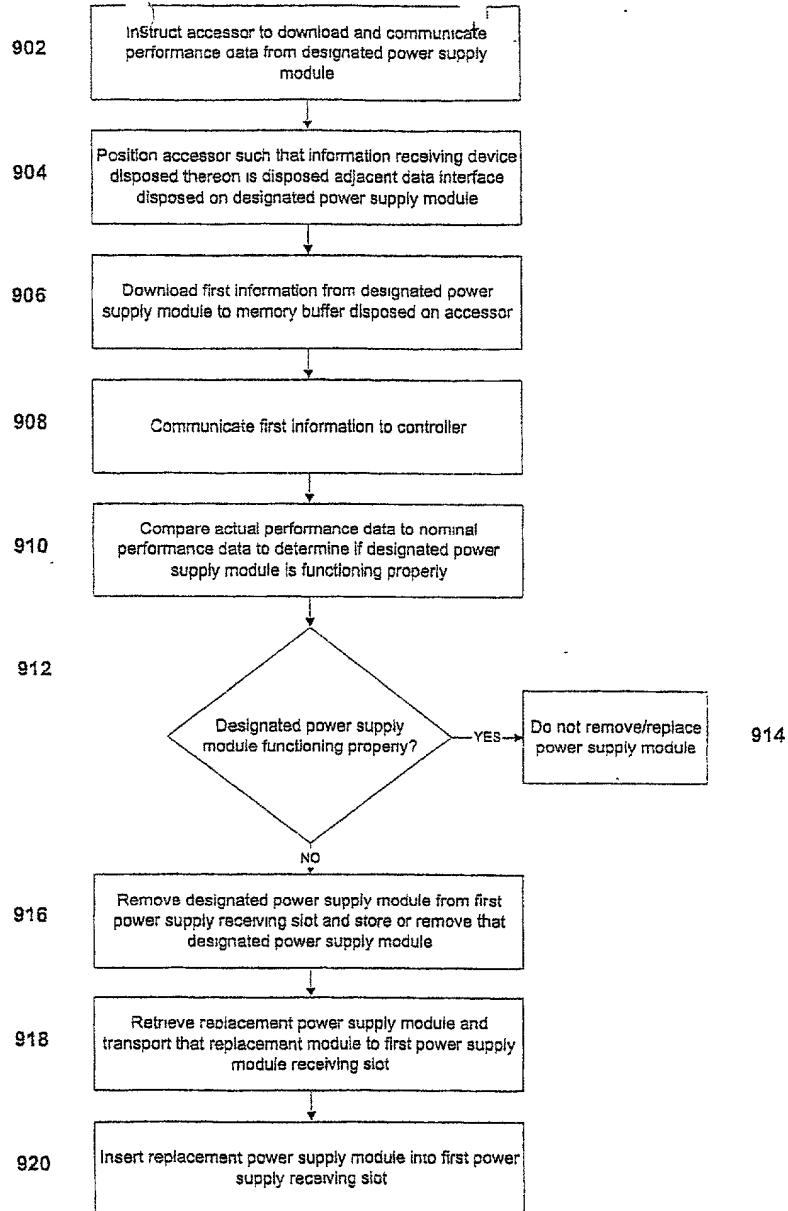 902
Instruct accessor to download and communicate
performance data from designated power supply
module
904
Position accessor such that information receiving device
disposed thereon is disposed adjacent data interface
disposed on designated power supply module
906
Download first information from designated power
supply module to memory buffer disposed on accessor
908
Communicate first information to controller
910
Compare actual performance data to nominal
performance data to determine if designated power
supply module is functioning properly
912
Designated power supply
module functioning properly?
YES
Do not remove/replace
power supply module
914
NO
916
Remove designated power supply module from first
power supply receiving slot and store or remove that
designated power supply module
918
Retrieve replacement power supply module and
transport that replacement module to first power supply
module receiving slot
920
Insert replacement power supply module into first power
supply receiving slot